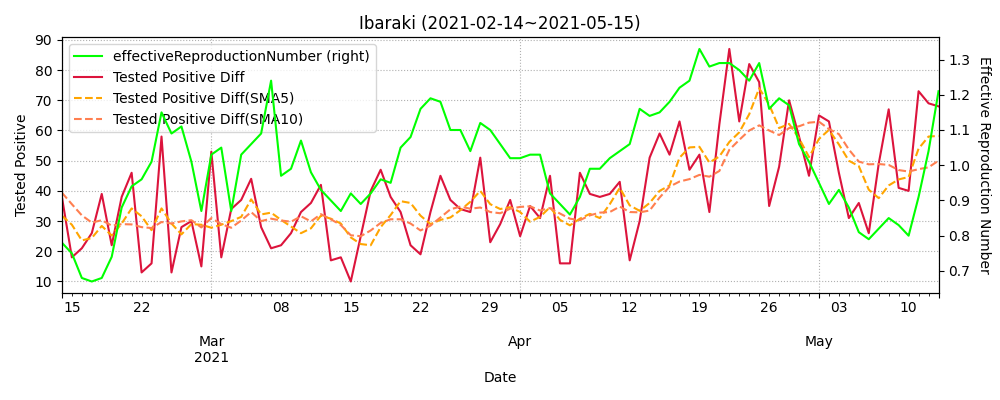 Ibaraki (2021-02-14~2021-05-15)
effectiveReproductionNumber (right)
Tested Positive Diff
Tested Positive Diff(SMA5)
Tested Positive Diff(SMA10)
Tested Positive
90
80
70
60
50
40
30
20
10
Effective Reproduction Number
1.3
1.2
1.1
1.0
0.9
0.8
0.7
15 22 08 15 22 29 05 12 19 26 03 10
Mar Apr May
2021
Date